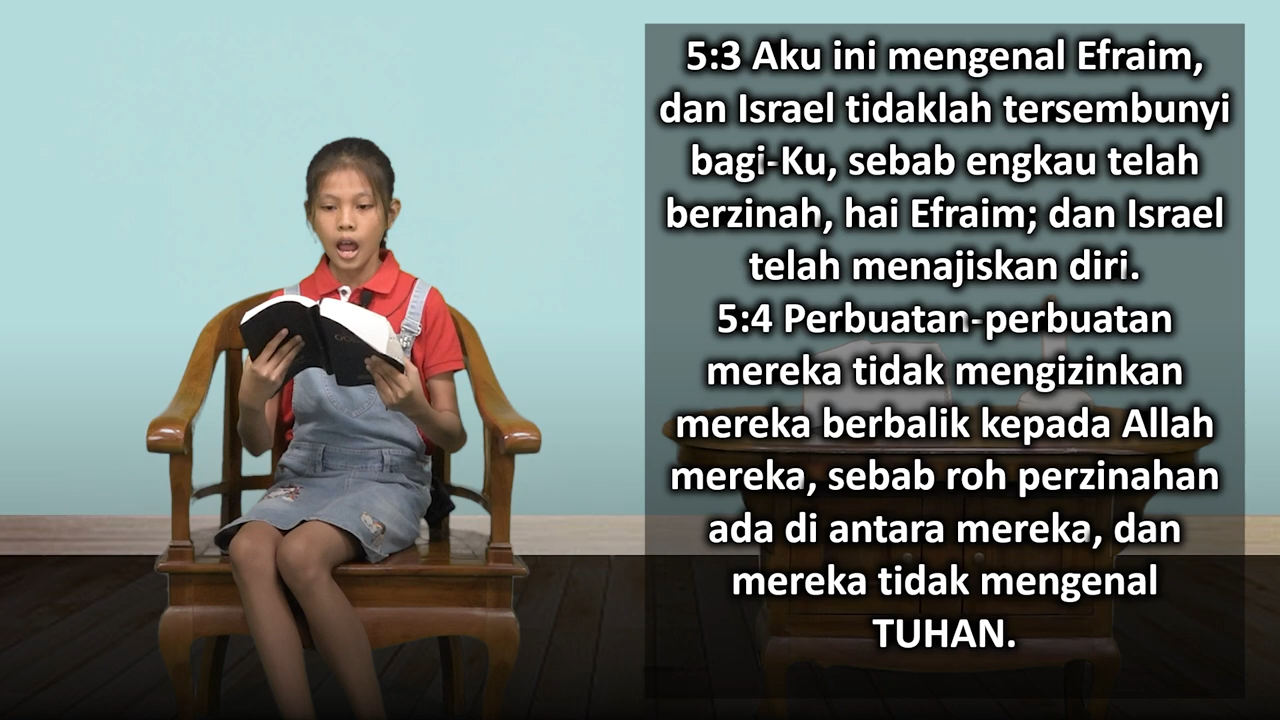 5:3 Aku ini mengenal Efraim,
dan Israel tidaklah tersembunyi
bagi-Ku, sebab engkau telah
berzinah, hai Efraim; dan Israel
telah menajiskan diri.
5:4 Perbuatan-perbuatan
mereka tidak mengizinkan
mereka berbalik kepada Allah
mereka, sebab roh perzinahan
ada di antara mereka, dan
mereka tidak mengenal
TUHAN.